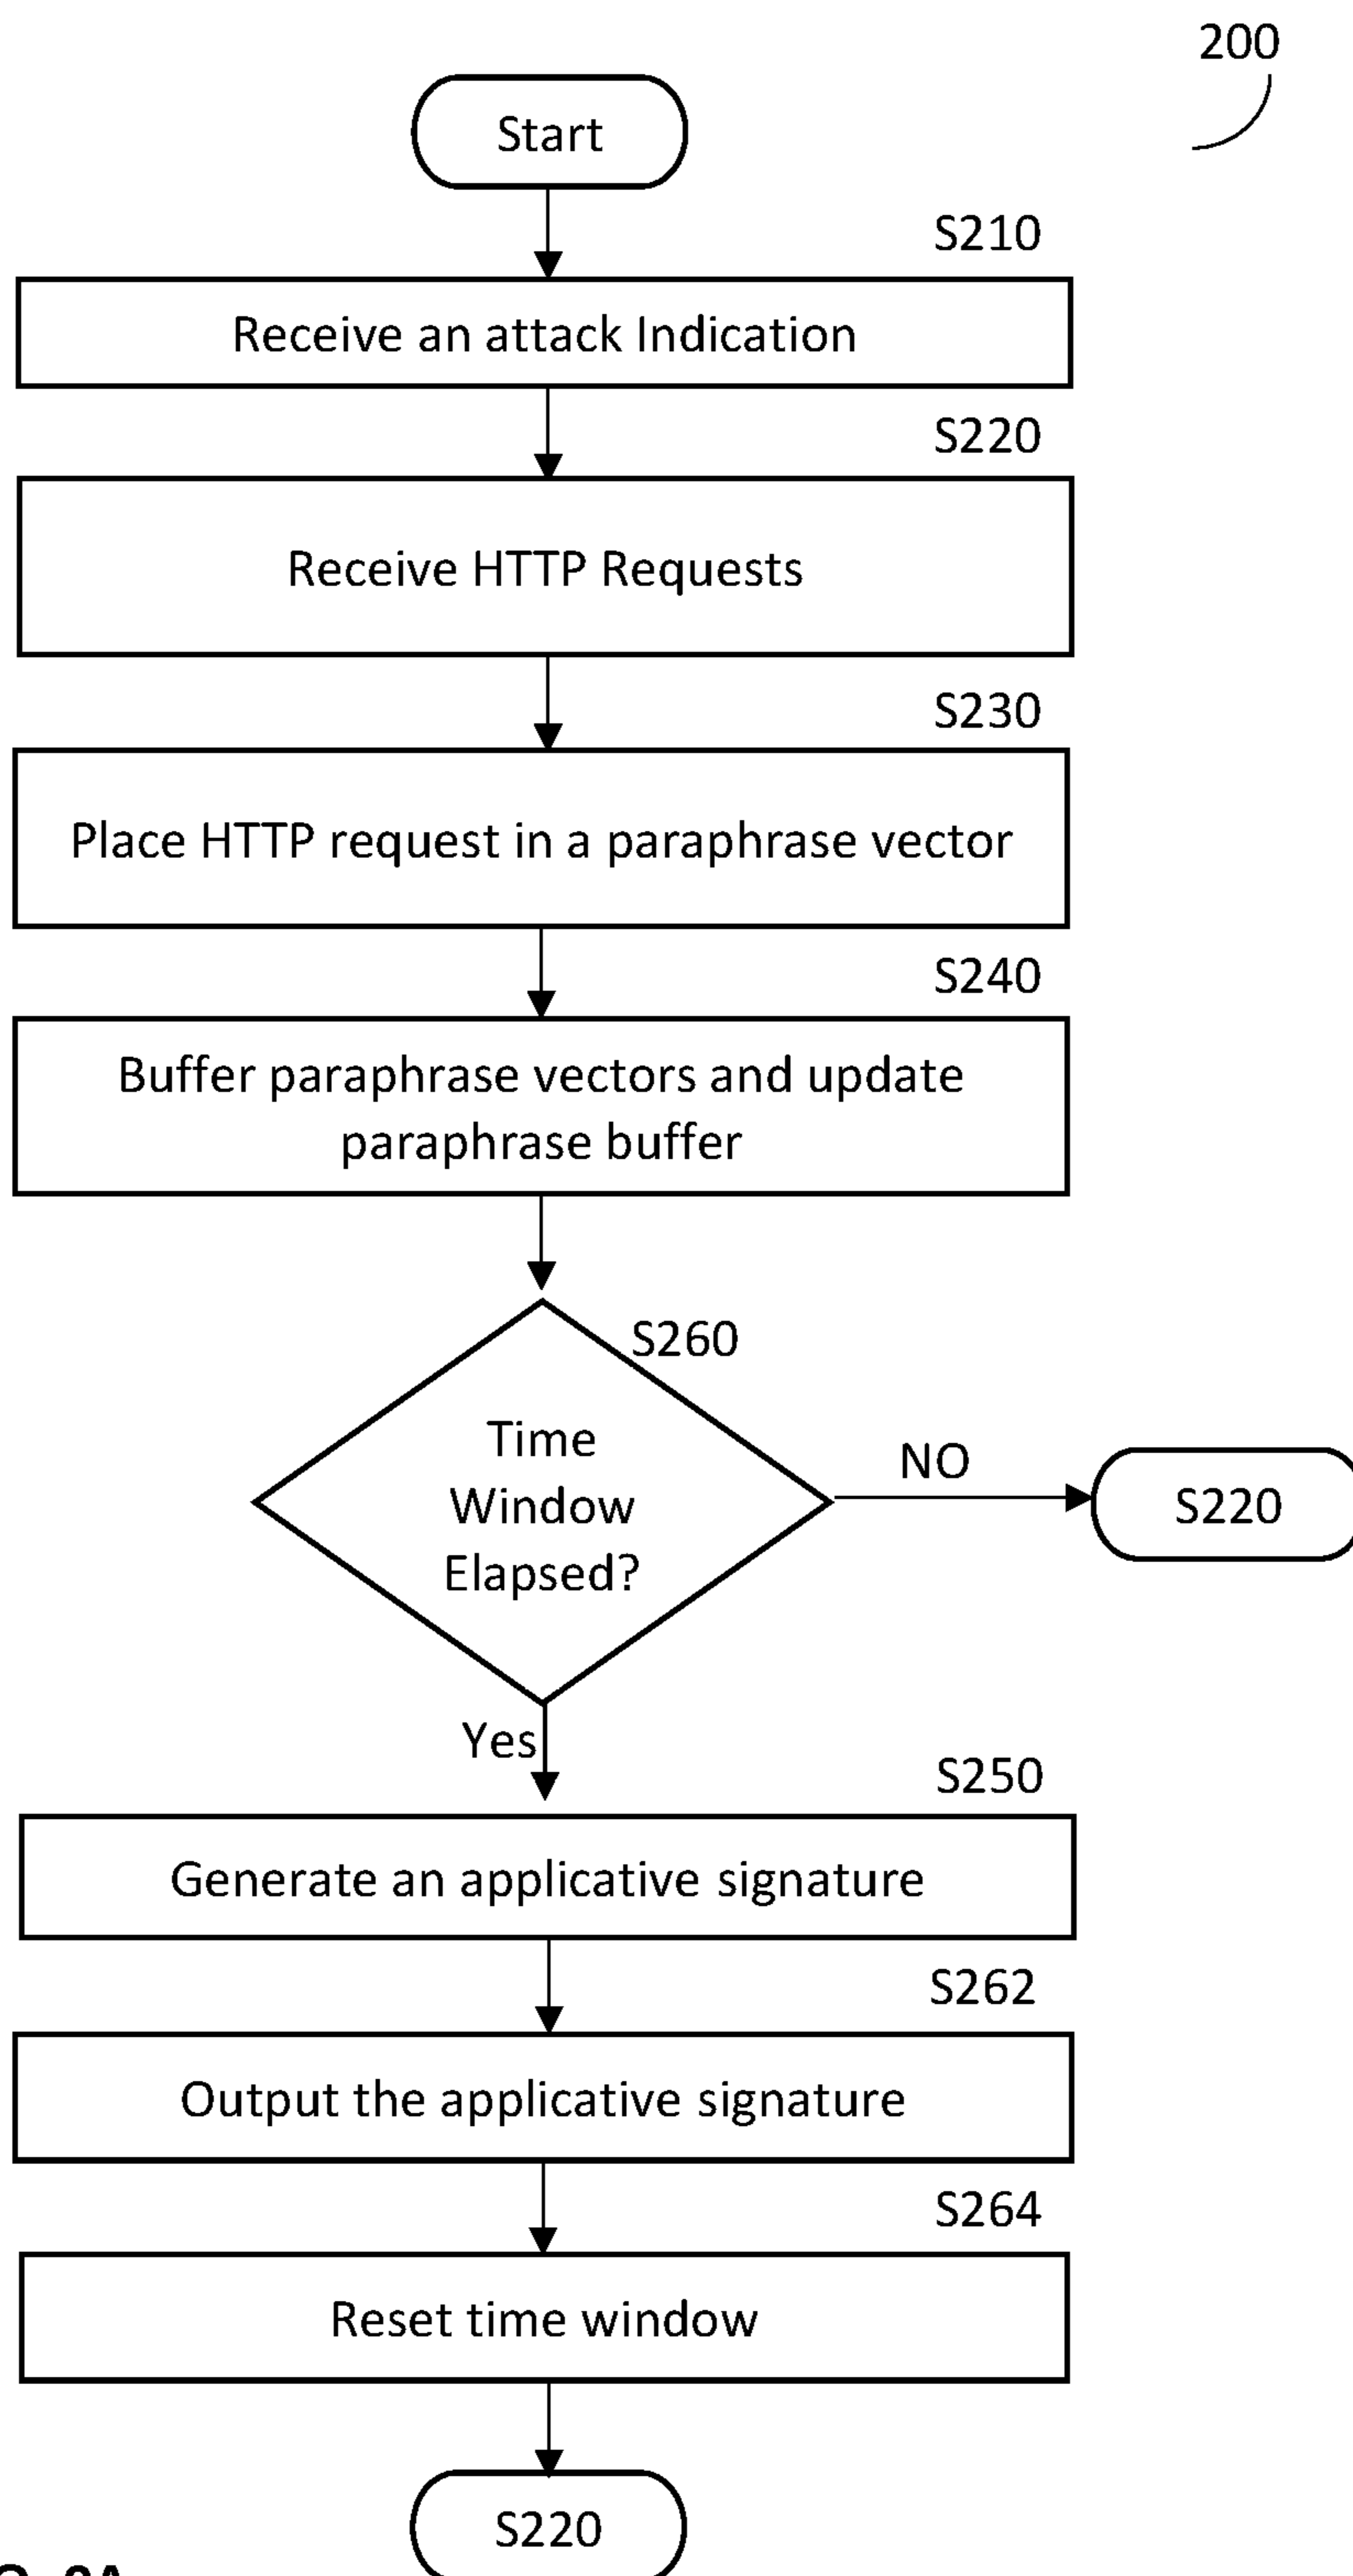 200
Start
S210
Receive an attack Indication
S220
Receive HTTP Requests
S230
Place HTTP request in a paraphrase vector
S240
Buffer paraphrase vectors and update
paraphrase buffer
S260
Time
Window
Elapsed?
NO
S220
Yes
S250
Generate an applicative signature
S262
Output the applicative signature
S264
Reset time window
S220